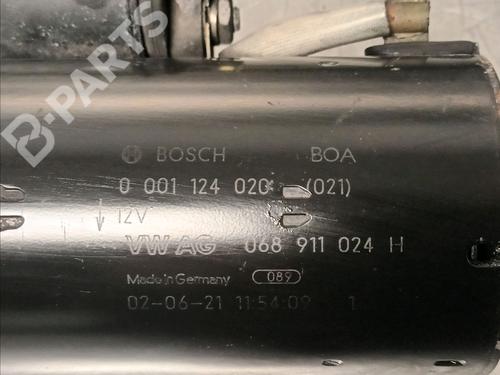 B-PARTS
BOSCH BOA
0 001 124 020 (021)
12V
VW AG 068 911 024 H
Made in Germany 089
02-06-21 11:54:09 1